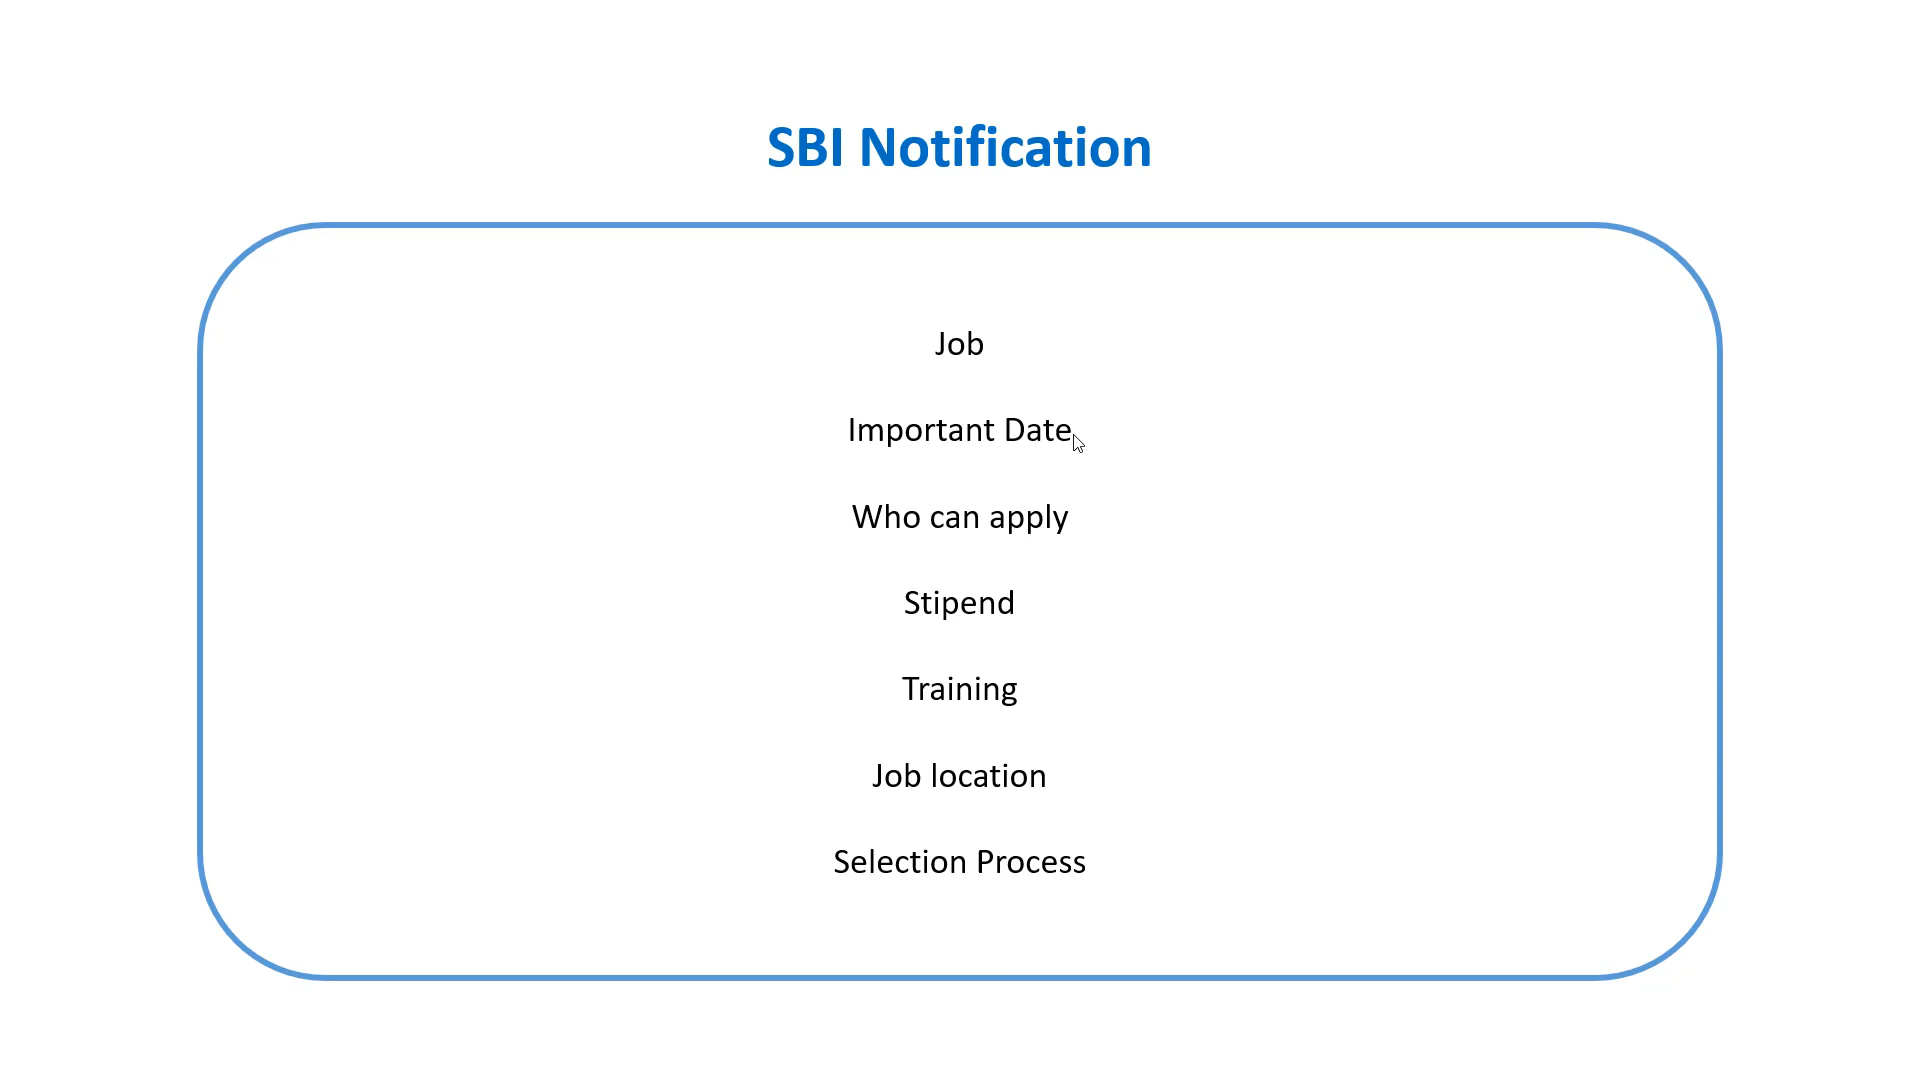 SBI Notification
Job
Important Date
Who can apply
Stipend
Training
Job location
Selection Process